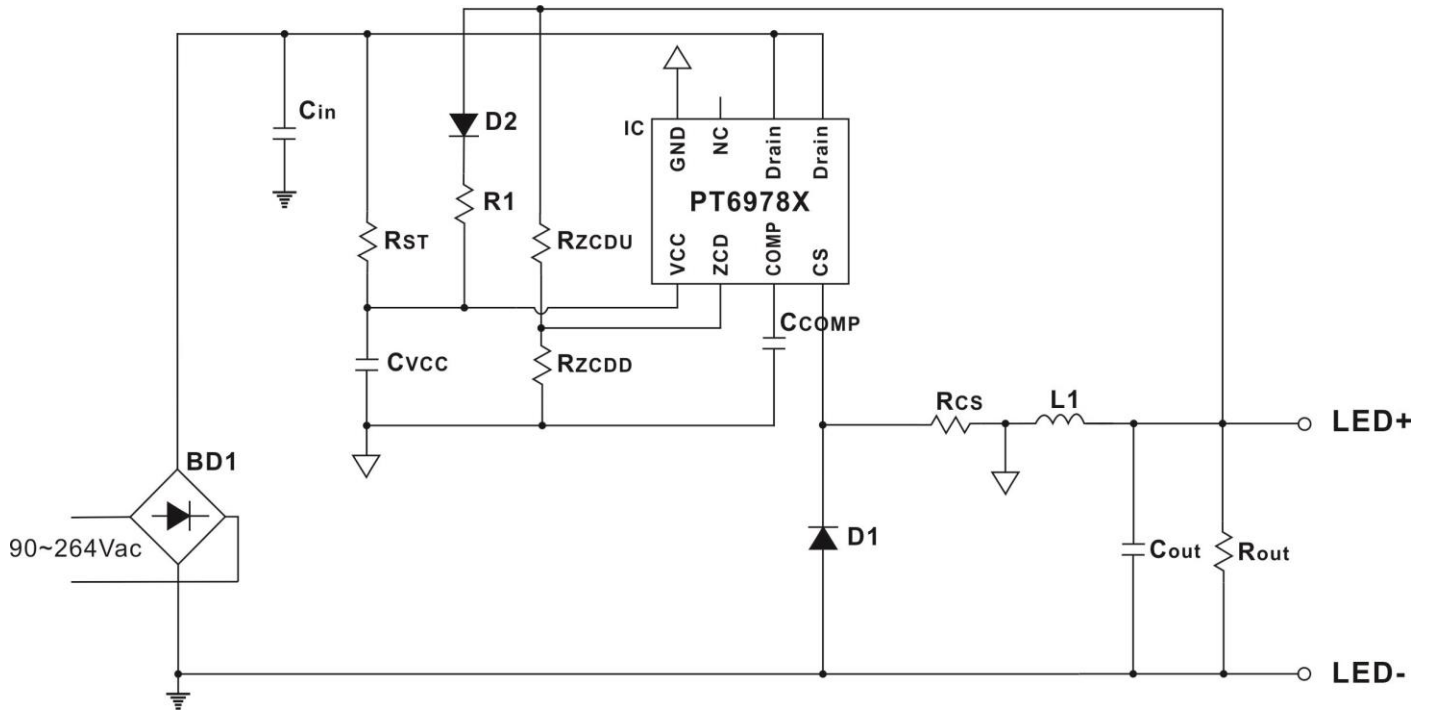 Cin
D2
IC
GND
NC
Drain
Drain
PT6978X
R1
RST
RZCDU
VCC
ZCD
COMP
CS
CCOMP
CVCC
RZCDD
RCS
L1
LED+
BD1
90~264Vac
D1
Cout
Rout
LED-